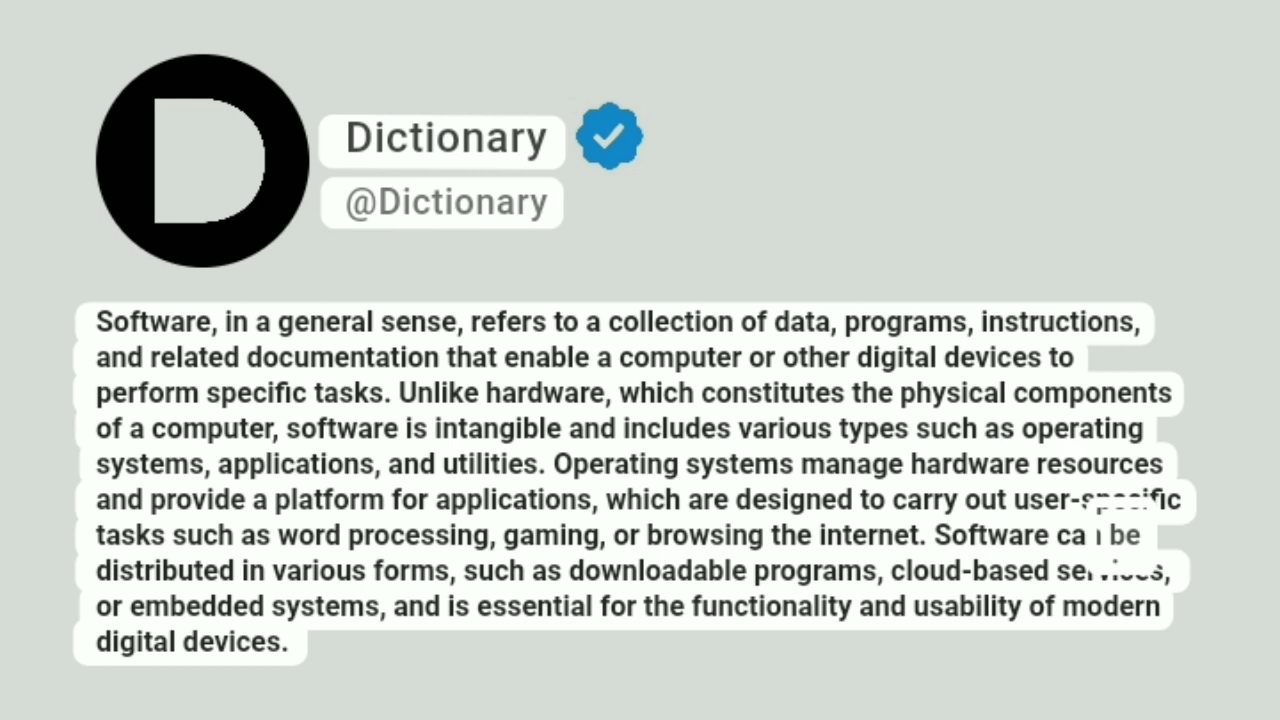 D
Dictionary
@Dictionary
Software, in a general sense, refers to a collection of data, programs, instructions,
and related documentation that enable a computer or other digital devices to
perform specific tasks. Unlike hardware, which constitutes the physical components
of a computer, software is intangible and includes various types such as operating
systems, applications, and utilities. Operating systems manage hardware resources
and provide a platform for applications, which are designed to carry out user-specific
tasks such as word processing, gaming, or browsing the internet. Software can be
distributed in various forms, such as downloadable programs, cloud-based services,
or embedded systems, and is essential for the functionality and usability of modern
digital devices.